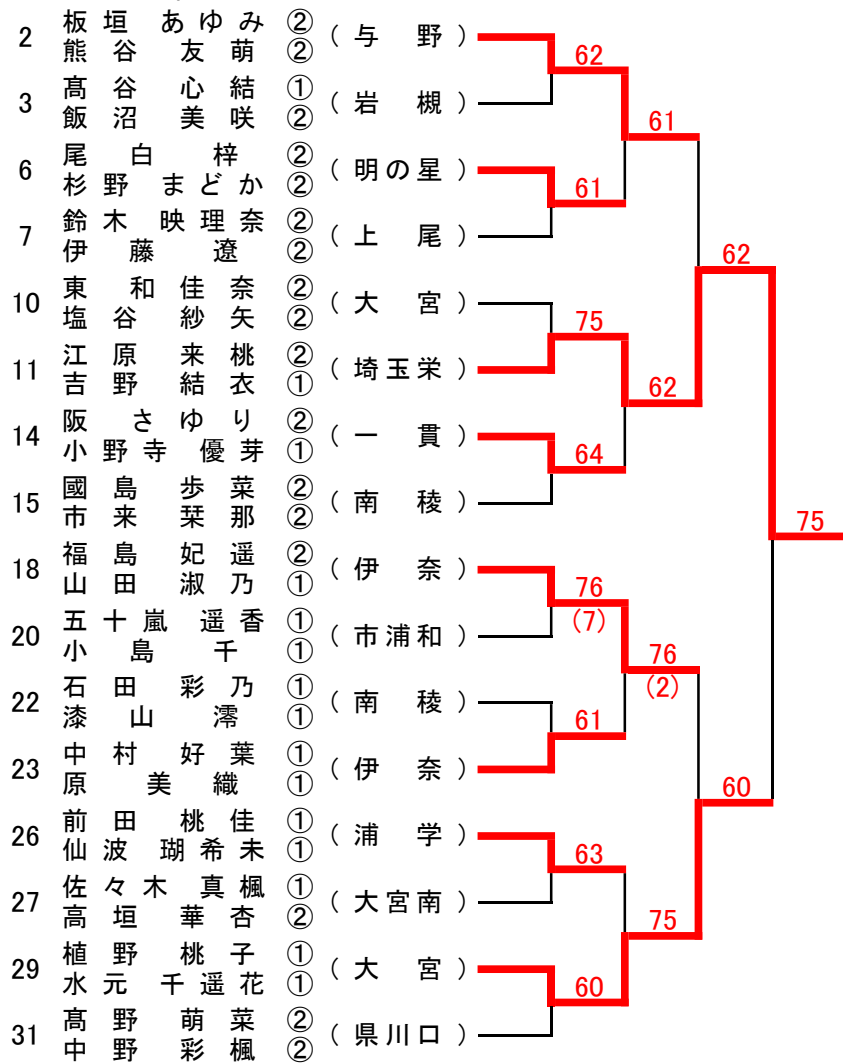 板垣 あゆみ ②
2 (与野)
熊谷 友萌 ②
62
髙谷 心結 ①
3 (岩槻)
飯沼 美咲 ②
61
尾白 梓 ②
6 (明の星)
杉野 まどか ②
61
鈴木 映理奈 ②
7 (上尾)
伊藤 遼 ②
62
東 和佳奈 ②
10 (大宮)
塩谷 紗矢 ②
75
江原 来桃 ②
11 (埼玉栄)
吉野 結衣 ①
62
阪 さゆり ②
14 (一貫)
小野寺 優芽 ①
64
國島 歩菜 ②
15 (南稜)
市来 栞那 ②
75
福島 妃遥 ②
18 (伊奈)
山田 淑乃 ①
76
(7)
五十嵐 遥香 ①
20 (市浦和)
小島 千 ①
76
(2)
石田 彩乃 ①
22 (南稜)
漆山 澪 ①
61
中村 好葉 ①
23 (伊奈)
原 美織 ①
60
前田 桃佳 ①
26 (浦学)
仙波 瑚希未 ①
63
佐々木 真楓 ①
27 (大宮南)
高垣 華杏 ②
75
植野 桃子 ①
29 (大宮)
水元 千遥花 ①
60
髙野 萌菜 ②
31 (県川口)
中野 彩楓 ②